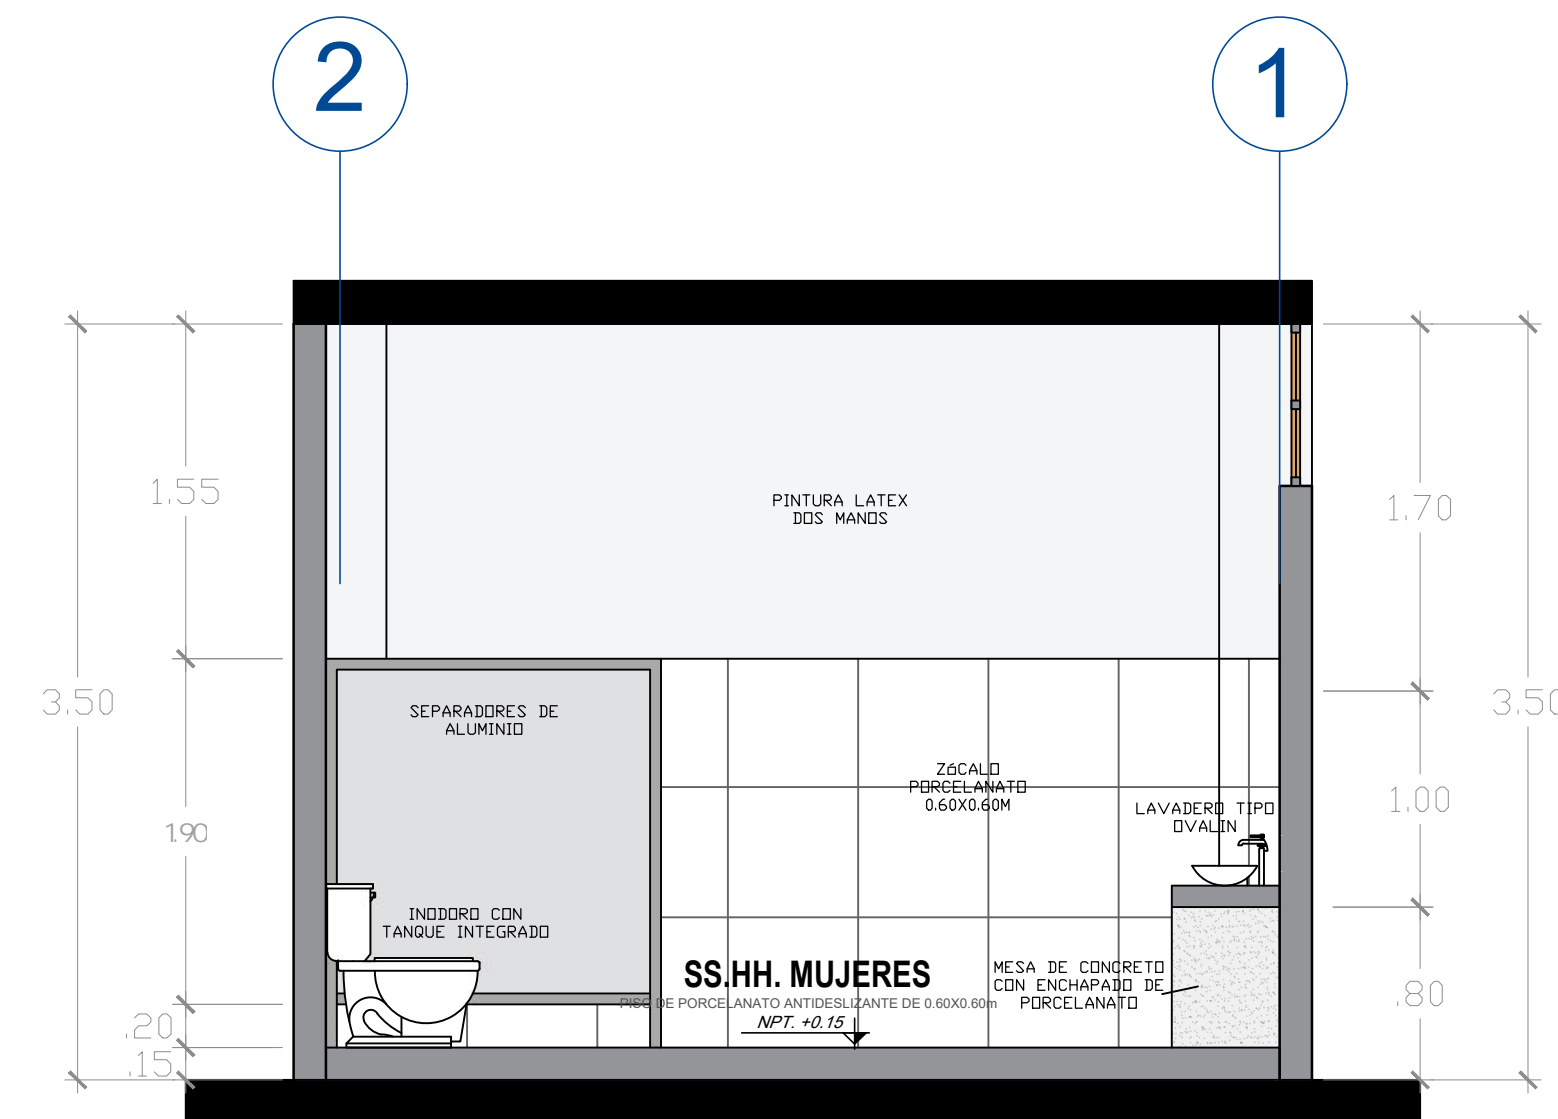 2
1
1.55
1.70
PINTURA LATEX
DOS MANOS
3.50
3.50
SEPARADORES DE
ALUMINIO
ZóCALO
PORCELANATO
0.60X0.60M
1.00
LAVADERO TIPO
OVALIN
1.90
INODORO CON
TANQUE INTEGRADO
SS.HH. MUJERES
PISO DE PORCELANATO ANTIDESLIZANTE DE 0.60X0.60m
NPT. +0.15
MESA DE CONCRETO
CON ENCHAPADO DE
PORCELANATO
.80
.20
.15